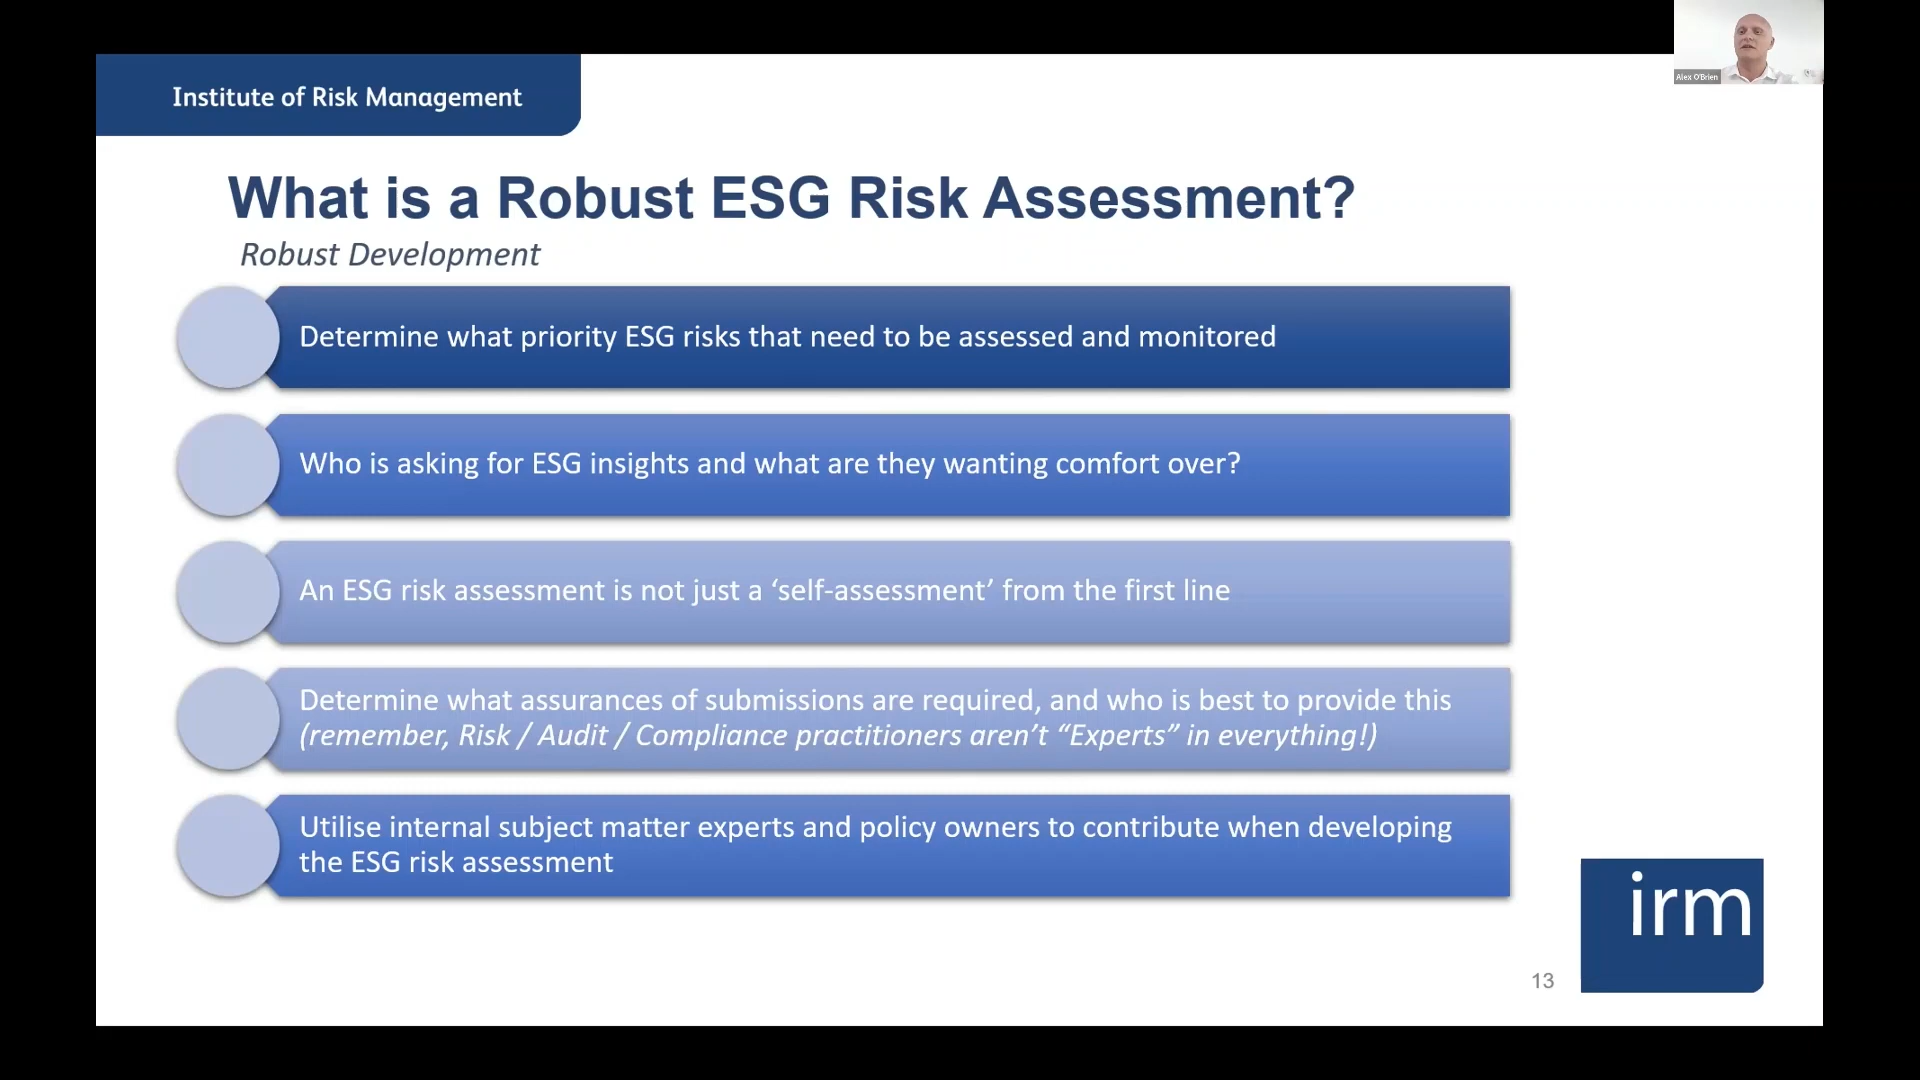 Alex O'Brien
Institute of Risk Management
What is a Robust ESG Risk Assessment?
Robust Development
Determine what priority ESG risks that need to be assessed and monitored
Who is asking for ESG insights and what are they wanting comfort over?
An ESG risk assessment is not just a ‘self-assessment’ from the first line
Determine what assurances of submissions are required, and who is best to provide this
(remember, Risk / Audit / Compliance practitioners aren’t “Experts” in everything!)
Utilise internal subject matter experts and policy owners to contribute when developing
the ESG risk assessment
irm
13